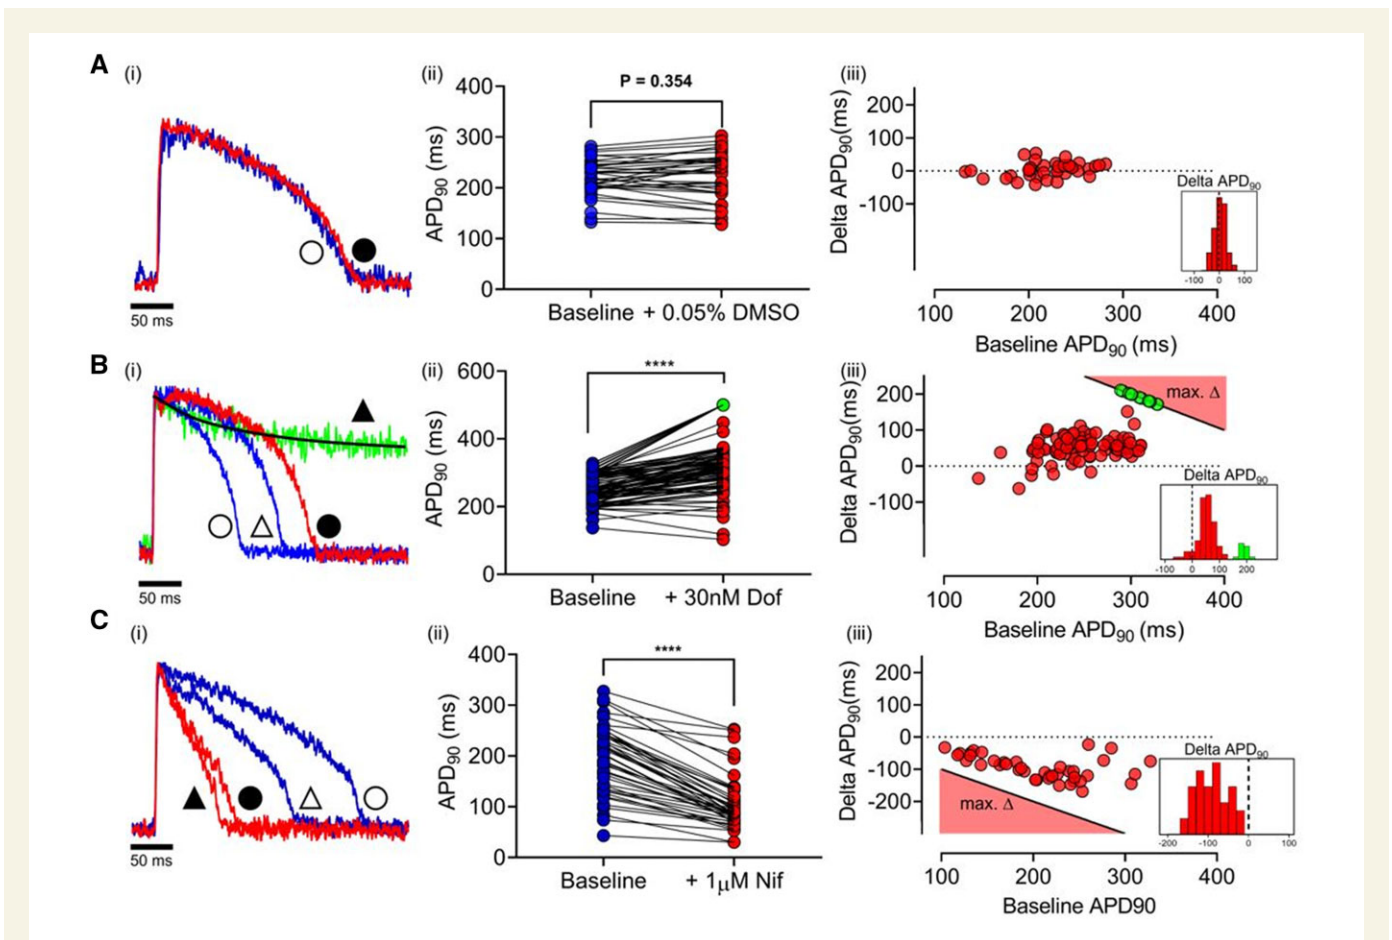 A
(i)
50 ms
(ii)
P = 0.354
APD90 (ms)
400
300
200
100
0
Baseline + 0.05% DMSO
(iii)
Delta APD90(ms)
200
100
0
-100
Delta APD90
-100 0 100
100 200 300 400
Baseline APD90 (ms)
B
(i)
50 ms
(ii)
****
APD90 (ms)
600
400
200
0
Baseline + 30nM Dof
(iii)
Delta APD90(ms)
200
100
0
-100
max. Δ
Delta APD90
-100 0 100 200
100 200 300 400
Baseline APD90 (ms)
C
(i)
50 ms
(ii)
****
APD90 (ms)
400
300
200
100
0
Baseline + 1μM Nif
(iii)
Delta APD90(ms)
200
100
0
-100
-200
max. Δ
Delta APD90
-200 -100 0 100
100 200 300 400
Baseline APD90